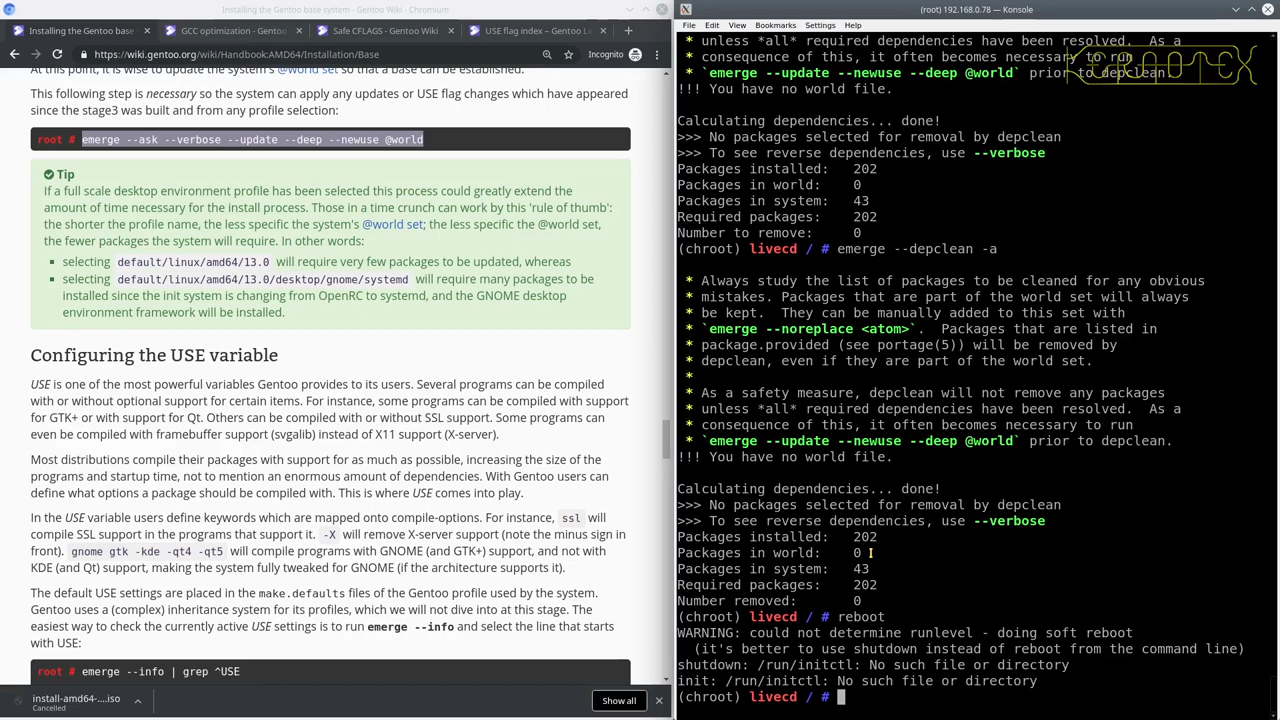 Installing the Gentoo base system - Gentoo Wiki - Chromium
Installing the Gentoo base
GCC optimization - Gentoo
Safe CFLAGS - Gentoo Wiki
USE flag index – Gentoo L
https://wiki.gentoo.org/wiki/Handbook:AMD64/Installation/Base
Incognito
At this point, it is wise to update the system's @world set so that a base can be established.
This following step is necessary so the system can apply any updates or USE flag changes which have appeared
since the stage3 was built and from any profile selection:
root # emerge --ask --verbose --update --deep --newuse @world
Tip
If a full scale desktop environment profile has been selected this process could greatly extend the
amount of time necessary for the install process. Those in a time crunch can work by this 'rule of thumb':
the shorter the profile name, the less specific the system's @world set; the less specific the @world set,
the fewer packages the system will require. In other words:
selecting default/linux/amd64/13.0 will require very few packages to be updated, whereas
selecting default/linux/amd64/13.0/desktop/gnome/systemd will require many packages to be
installed since the init system is changing from OpenRC to systemd, and the GNOME desktop
environment framework will be installed.
Configuring the USE variable
USE is one of the most powerful variables Gentoo provides to its users. Several programs can be compiled
with or without optional support for certain items. For instance, some programs can be compiled with support
for GTK+ or with support for Qt. Others can be compiled with or without SSL support. Some programs can
even be compiled with framebuffer support (svgalib) instead of X11 support (X-server).
Most distributions compile their packages with support for as much as possible, increasing the size of the
programs and startup time, not to mention an enormous amount of dependencies. With Gentoo users can
define what options a package should be compiled with. This is where USE comes into play.
In the USE variable users define keywords which are mapped onto compile-options. For instance, ssl will
compile SSL support in the programs that support it. -X will remove X-server support (note the minus sign in
front). gnome gtk -kde -qt4 -qt5 will compile programs with GNOME (and GTK+) support, and not with
KDE (and Qt) support, making the system fully tweaked for GNOME (if the architecture supports it).
The default USE settings are placed in the make.defaults files of the Gentoo profile used by the system.
Gentoo uses a (complex) inheritance system for its profiles, which we will not dive into at this stage. The
easiest way to check the currently active USE settings is to run emerge --info and select the line that starts
with USE:
root # emerge --info | grep ^USE
install-amd64-....iso
Cancelled
Show all
(root) 192.168.0.78 — Konsole
File Edit View Bookmarks Settings Help
* unless *all* required dependencies have been resolved. As a
* consequence of this, it often becomes necessary to run
* `emerge --update --newuse --deep @world` prior to depclean.
!!! You have no world file.
Calculating dependencies... done!
>>> No packages selected for removal by depclean
>>> To see reverse dependencies, use --verbose
Packages installed: 202
Packages in world: 0
Packages in system: 43
Required packages: 202
Number to remove: 0
(chroot) livecd / # emerge --depclean -a
* Always study the list of packages to be cleaned for any obvious
* mistakes. Packages that are part of the world set will always
* be kept. They can be manually added to this set with
* `emerge --noreplace <atom>`. Packages that are listed in
* package.provided (see portage(5)) will be removed by
* depclean, even if they are part of the world set.
*
* As a safety measure, depclean will not remove any packages
* unless *all* required dependencies have been resolved. As a
* consequence of this, it often becomes necessary to run
* `emerge --update --newuse --deep @world` prior to depclean.
!!! You have no world file.
Calculating dependencies... done!
>>> No packages selected for removal by depclean
>>> To see reverse dependencies, use --verbose
Packages installed: 202
Packages in world: 0
Packages in system: 43
Required packages: 202
Number removed: 0
(chroot) livecd / # reboot
WARNING: could not determine runlevel - doing soft reboot
(it's better to use shutdown instead of reboot from the command line)
shutdown: /run/initctl: No such file or directory
init: /run/initctl: No such file or directory
(chroot) livecd / #